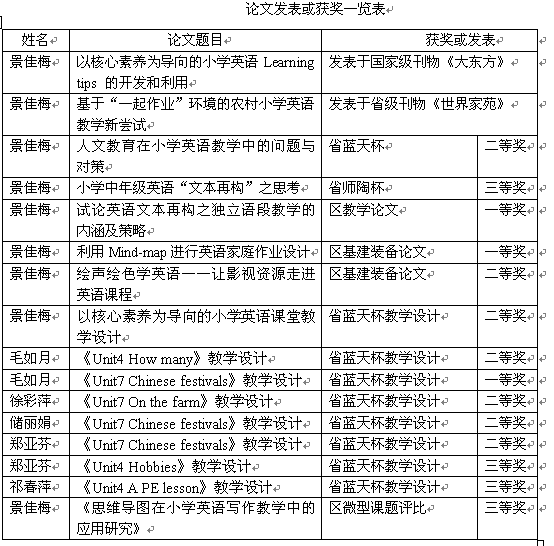 论文发表或获奖一览表
姓名 论文题目 获奖或发表
景佳梅 以核心素养为导向的小学英语 Learning 发表于国家级刊物《大东方》
tips 的开发和利用
景佳梅 基于“一起作业”环境的农村小学英语 发表于省级刊物《世界家苑》
教学新尝试
景佳梅 人文教育在小学英语教学中的问题与 省蓝天杯 二等奖
对策
景佳梅 小学中年级英语“文本再构”之思考 省师陶杯 三等奖
景佳梅 试论英语文本再构之独立语段教学的 区教学论文 一等奖
内涵及策略
景佳梅 利用 Mind-map 进行英语家庭作业设计 区基建装备论文 一等奖
景佳梅 绘声绘色学英语——让影视资源走进 区基建装备论文 二等奖
英语课程
景佳梅 以核心素养为导向的小学英语课堂教 省蓝天杯教学设计 二等奖
学设计
毛如月 《Unit4 How many》教学设计 省蓝天杯教学设计 二等奖
毛如月 《Unit7 Chinese festivals》教学设计 省蓝天杯教学设计 一等奖
徐彩萍 《Unit7 On the farm》教学设计 省蓝天杯教学设计 二等奖
储丽娟 《Unit7 Chinese festivals》教学设计 省蓝天杯教学设计 二等奖
郑亚芬 《Unit7 Chinese festivals》教学设计 省蓝天杯教学设计 二等奖
郑亚芬 《Unit4 Hobbies》教学设计 省蓝天杯教学设计 三等奖
祁春萍 《Unit4 A PE lesson》教学设计 省蓝天杯教学设计 三等奖
景佳梅 《思维导图在小学英语写作教学中的 区微型课题评比 三等奖
应用研究》